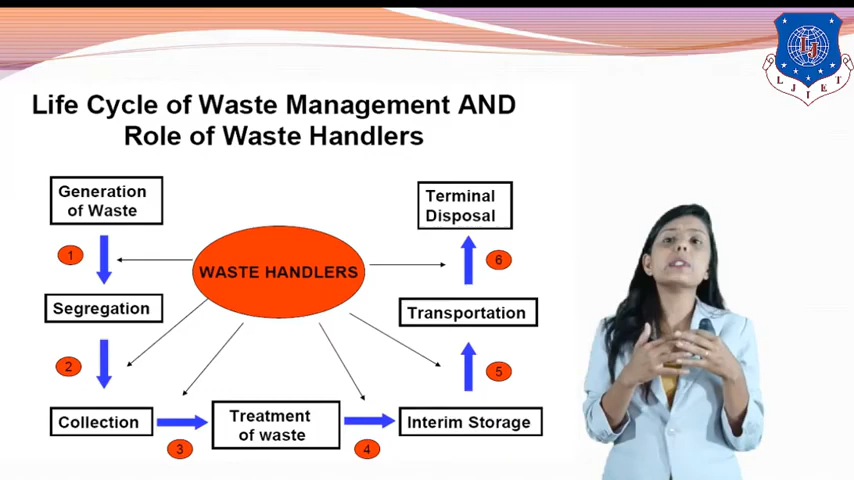 Life Cycle of Waste Management AND
Role of Waste Handlers
Generation
of Waste
1
Segregation
2
Collection
3
Treatment
of waste
4
Interim Storage
5
Transportation
6
Terminal
Disposal
WASTE HANDLERS
LJ
L J I E T